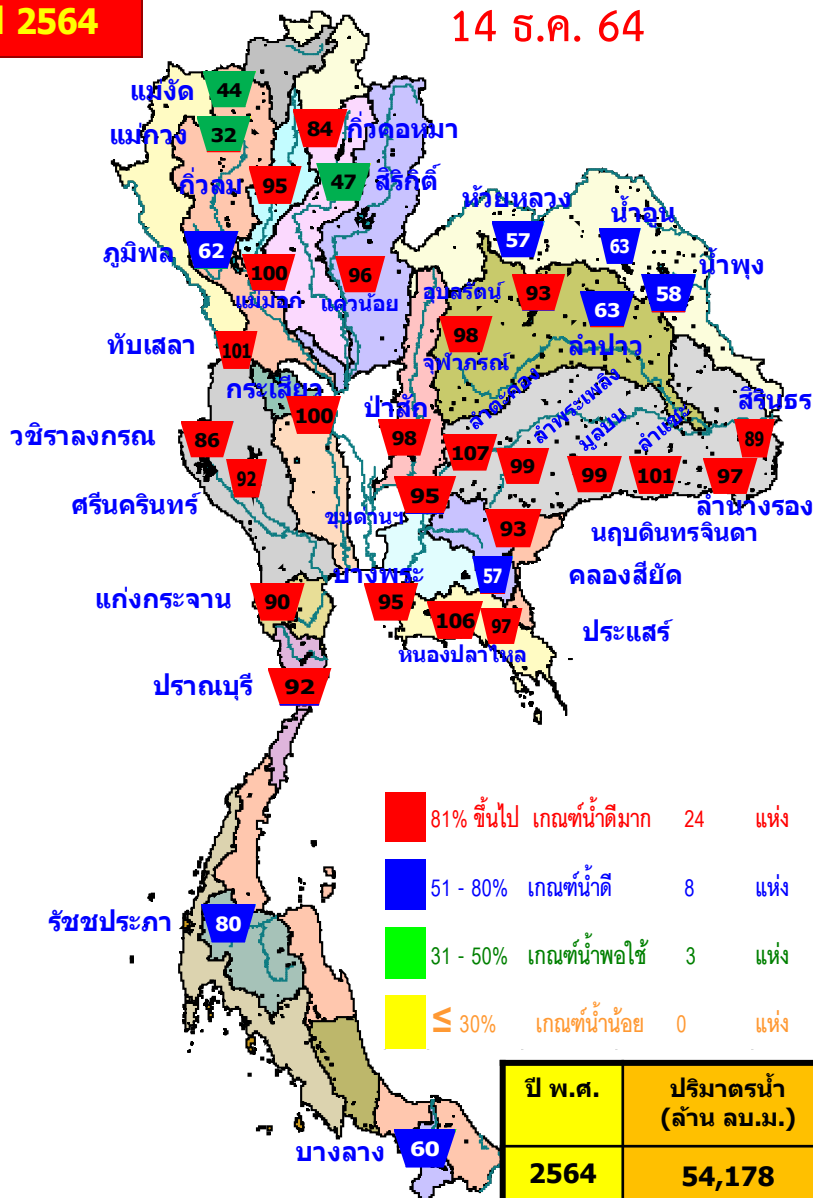 2564
14 ธ.ค. 64
แม่งัด 44
แม่กวง 32
84 กิ่วคอหมา
กิ่วลม 95
47 สิริกิติ์
ห้วยหลวง
57
น้ำอูน
63
ภูมิพล 62
น้ำพุง
58
100
แม่มอก
96
แควน้อย
อุบลรัตน์ 93
63
ลำปาว
98
จุฬาภรณ์
ทับเสลา 101
กระเสียว
100
ป่าสัก
98
ลำตะคอง
107
ลำพระเพลิง
99
มูลบน
99
ลำแชะ
101
สิรินธร
89
97
ลำนางรอง
วชิราลงกรณ 86
92
ศรีนครินทร์
95
ขุนด่านฯ
93
นฤบดินทรจินดา
57 คลองสียัด
บางพระ
95
แก่งกระจาน 90
106
หนองปลาไหล
97 ประแสร์
ปราณบุรี 92
81% ขึ้นไป เกณฑ์น้ำดีมาก 24 แห่ง
51 - 80% เกณฑ์น้ำดี 8 แห่ง
รัชชประภา 80
31 - 50% เกณฑ์น้ำพอใช้ 3 แห่ง
≤ 30% เกณฑ์น้ำน้อย 0 แห่ง
ปี พ.ศ. ปริมาตรน้ำ
(ล้าน ลบ.ม.)
บางลาง 60
2564 54,178